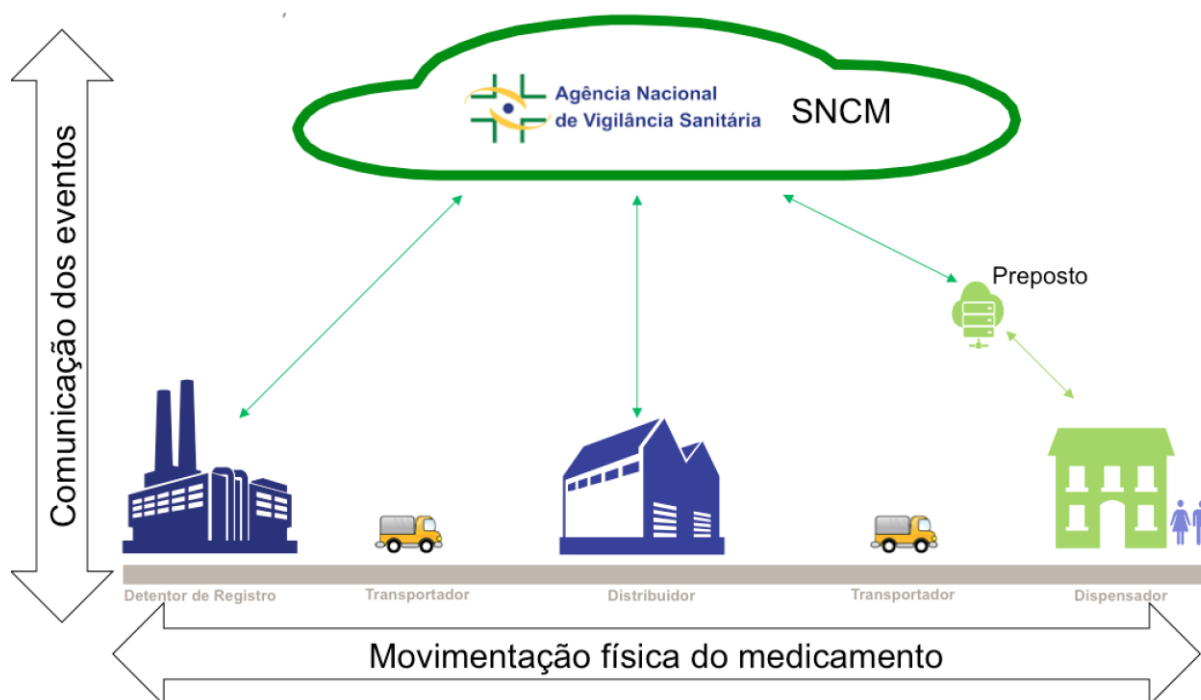 Agência Nacional
de Vigilância Sanitária
SNCM
Comunicação dos eventos
Preposto
Detentor de Registro
Transportador
Distribuidor
Transportador
Dispensador
Movimentação física do medicamento